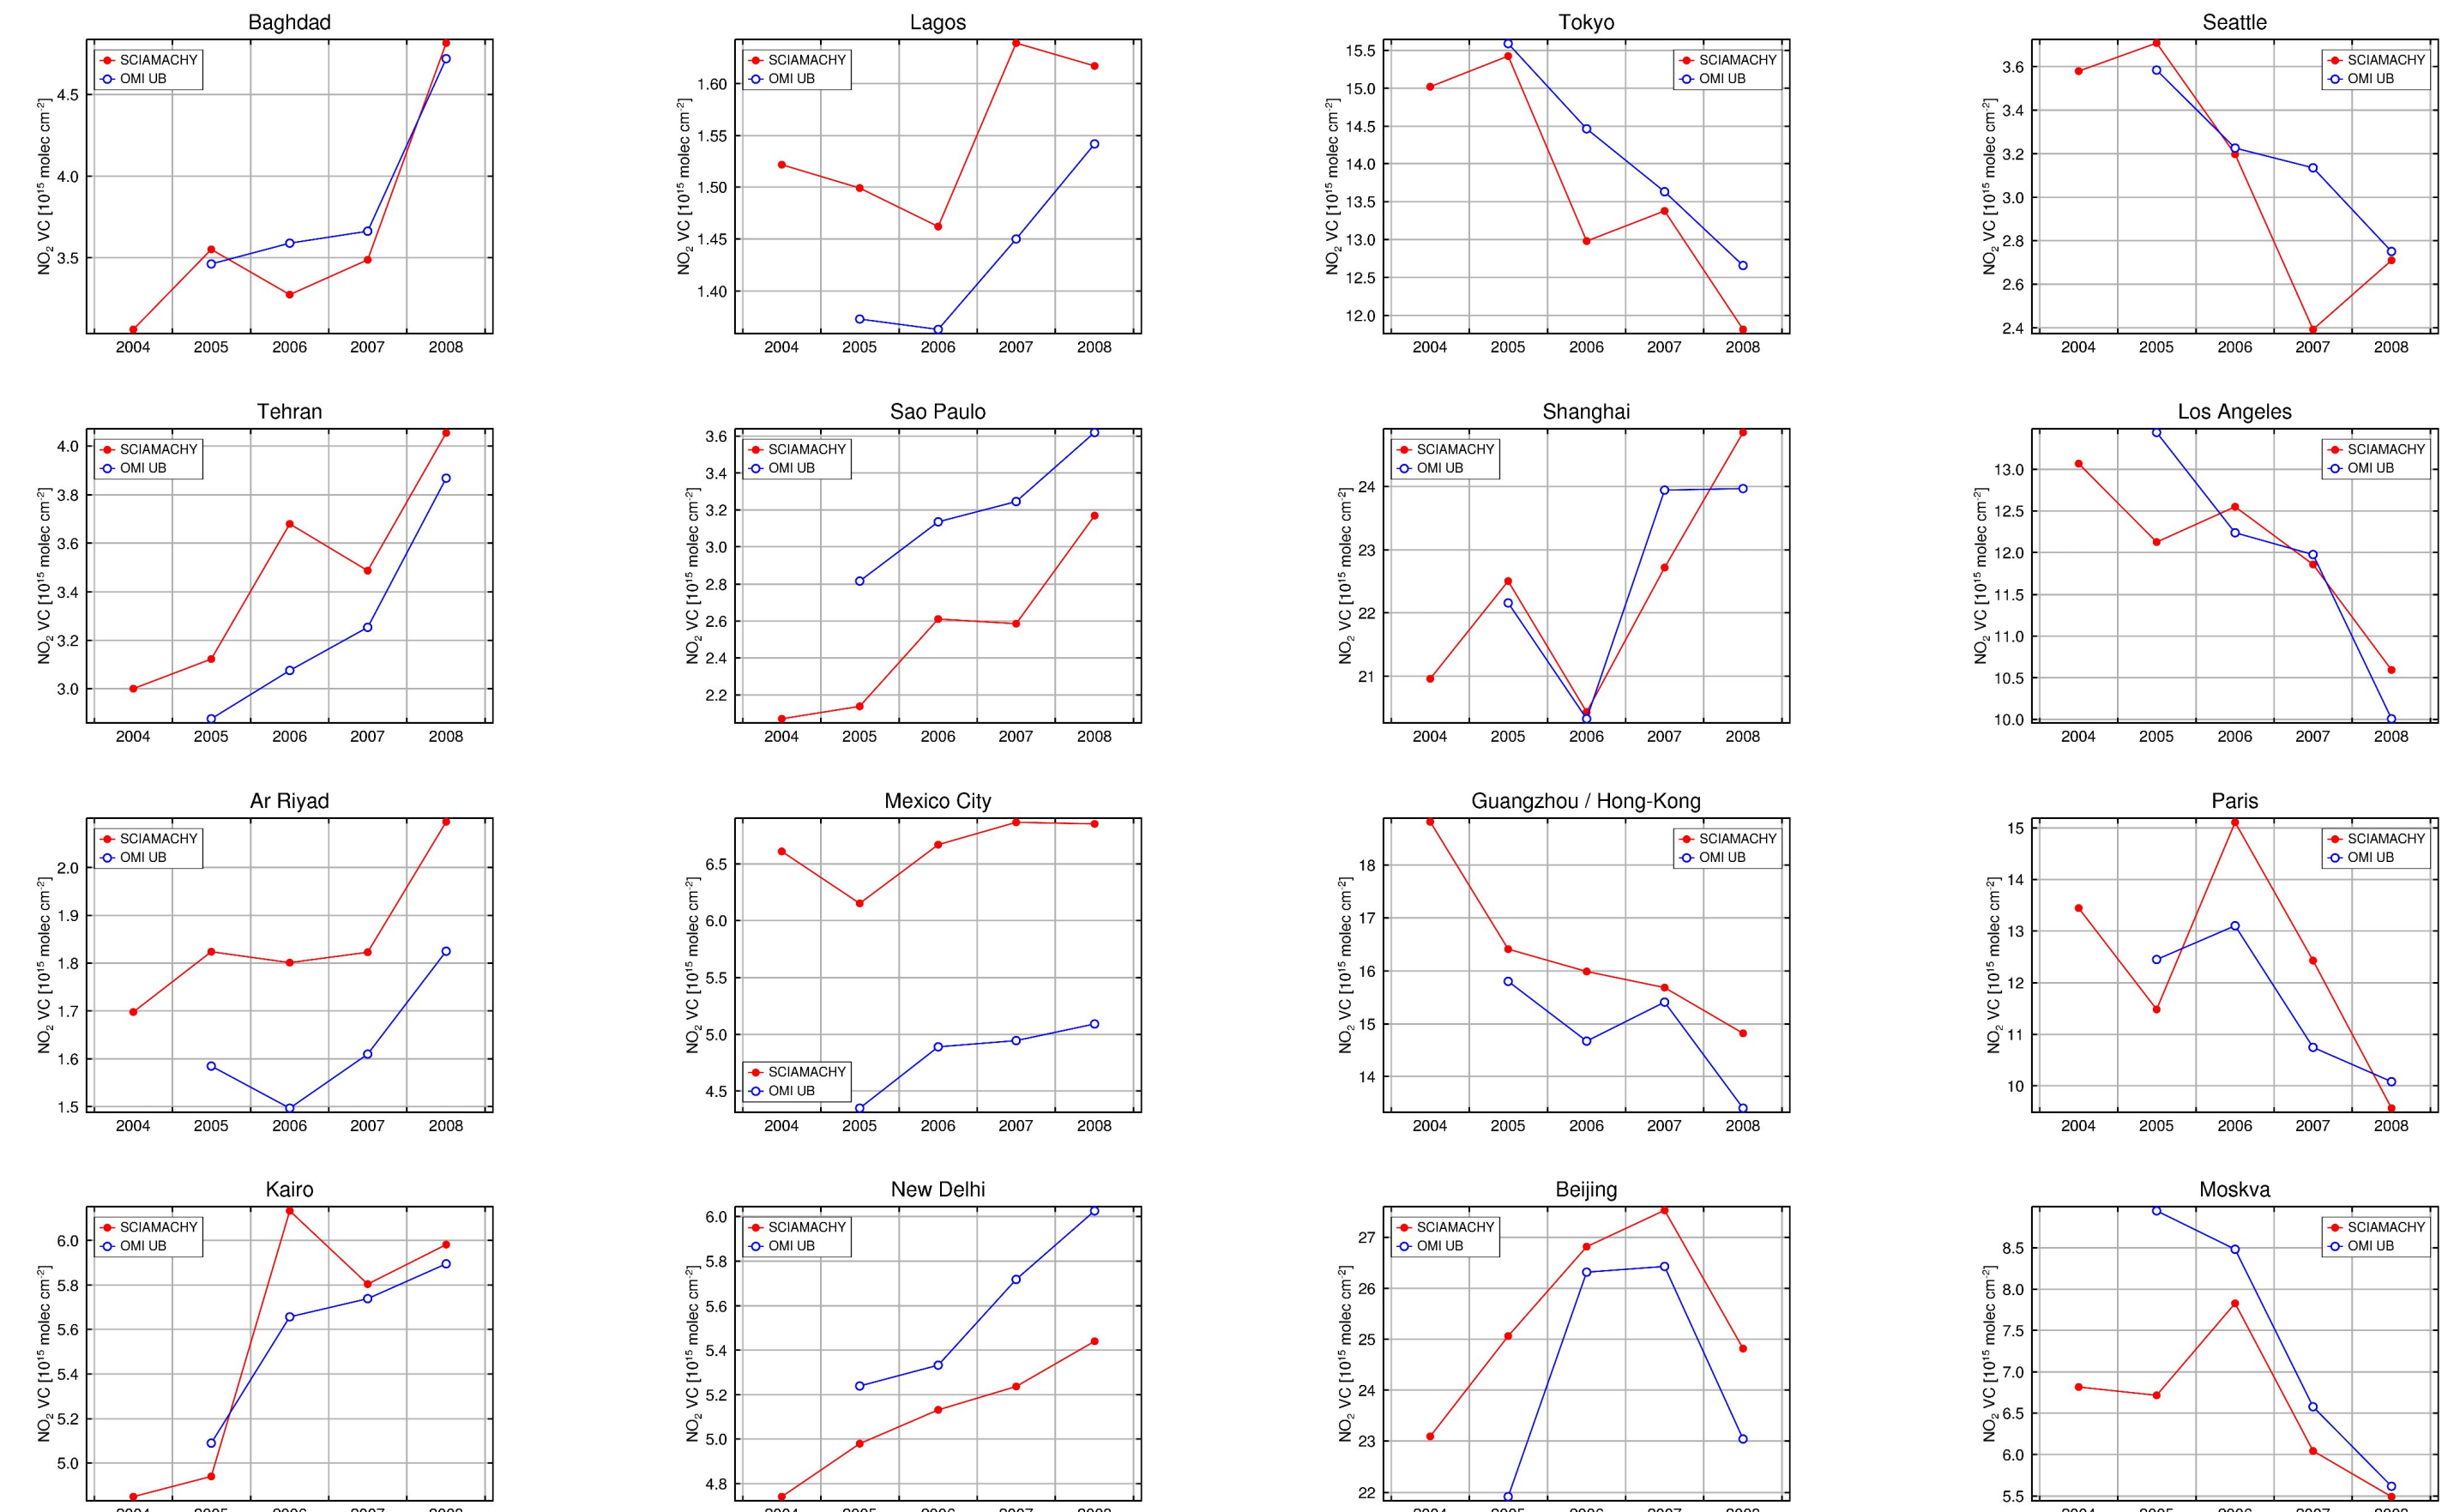 Baghdad
SCIAMACHY
OMI UB
NO2 VC [10^15 molec cm^-2]
4.5
4.0
3.5
2004 2005 2006 2007 2008
Lagos
SCIAMACHY
OMI UB
NO2 VC [10^15 molec cm^-2]
1.60
1.55
1.50
1.45
1.40
2004 2005 2006 2007 2008
Tokyo
SCIAMACHY
OMI UB
NO2 VC [10^15 molec cm^-2]
15.5
15.0
14.5
14.0
13.5
13.0
12.5
12.0
2004 2005 2006 2007 2008
Seattle
SCIAMACHY
OMI UB
NO2 VC [10^15 molec cm^-2]
3.6
3.4
3.2
3.0
2.8
2.6
2.4
2004 2005 2006 2007 2008
Tehran
SCIAMACHY
OMI UB
NO2 VC [10^15 molec cm^-2]
4.0
3.8
3.6
3.4
3.2
3.0
2004 2005 2006 2007 2008
Sao Paulo
SCIAMACHY
OMI UB
NO2 VC [10^15 molec cm^-2]
3.6
3.4
3.2
3.0
2.8
2.6
2.4
2.2
2004 2005 2006 2007 2008
Shanghai
SCIAMACHY
OMI UB
NO2 VC [10^15 molec cm^-2]
24
23
22
21
2004 2005 2006 2007 2008
Los Angeles
SCIAMACHY
OMI UB
NO2 VC [10^15 molec cm^-2]
13.0
12.5
12.0
11.5
11.0
10.5
10.0
2004 2005 2006 2007 2008
Ar Riyad
SCIAMACHY
OMI UB
NO2 VC [10^15 molec cm^-2]
2.0
1.9
1.8
1.7
1.6
1.5
2004 2005 2006 2007 2008
Mexico City
NO2 VC [10^15 molec cm^-2]
6.5
6.0
5.5
5.0
4.5
SCIAMACHY
OMI UB
2004 2005 2006 2007 2008
Guangzhou / Hong-Kong
SCIAMACHY
OMI UB
NO2 VC [10^15 molec cm^-2]
18
17
16
15
14
2004 2005 2006 2007 2008
Paris
SCIAMACHY
OMI UB
NO2 VC [10^15 molec cm^-2]
15
14
13
12
11
10
2004 2005 2006 2007 2008
Kairo
SCIAMACHY
OMI UB
NO2 VC [10^15 molec cm^-2]
6.0
5.8
5.6
5.4
5.2
5.0
2004 2005 2006 2007 2008
New Delhi
SCIAMACHY
OMI UB
NO2 VC [10^15 molec cm^-2]
6.0
5.8
5.6
5.4
5.2
5.0
4.8
2004 2005 2006 2007 2008
Beijing
SCIAMACHY
OMI UB
NO2 VC [10^15 molec cm^-2]
27
26
25
24
23
22
2004 2005 2006 2007 2008
Moskva
SCIAMACHY
OMI UB
NO2 VC [10^15 molec cm^-2]
8.5
8.0
7.5
7.0
6.5
6.0
5.5
2004 2005 2006 2007 2008